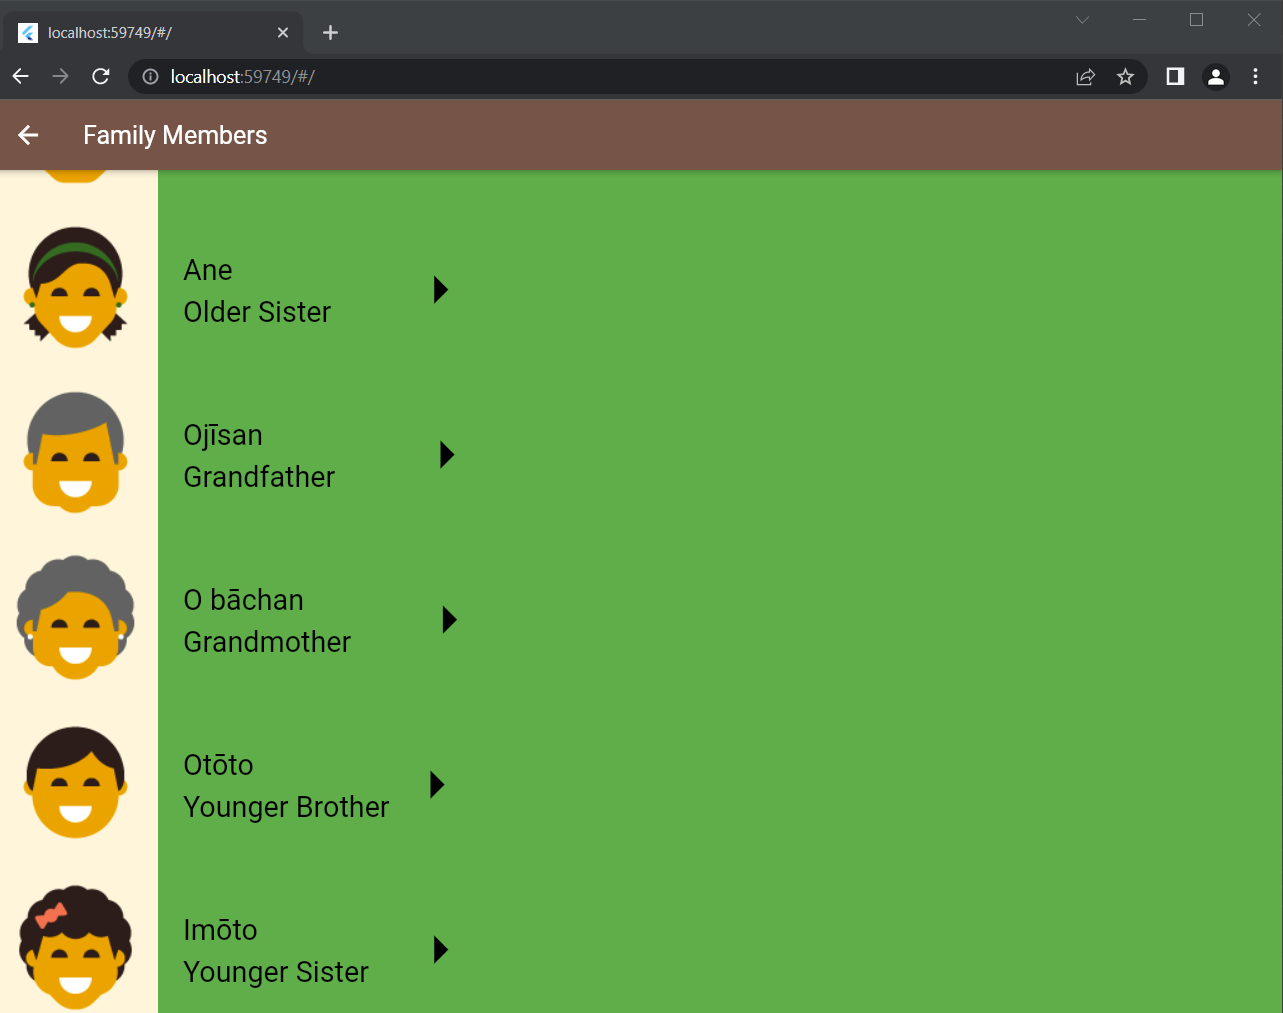 localhost:59749/#/
localhost:59749/#/
Family Members
Ane
Older Sister
Ojīsan
Grandfather
O bāchan
Grandmother
Otōto
Younger Brother
Imōto
Younger Sister